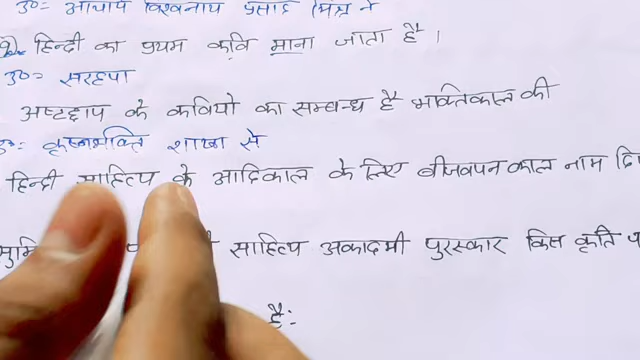 उ०= आचार्य विश्वनाथ प्रसाद मिश्र ने
हिन्दी का प्रथम कवि माना जाता है।
उ०= सरहपा
अष्टछाप के कवियो का सम्बन्ध है भाक्तिकाल की
उ०= कृष्णभक्ति शाखा से
हिन्दी साहित्य के आदिकाल के लिए बीजवपन काल नाम दि
साहित्य अकादमी पुरस्कार किस कृति प
है: